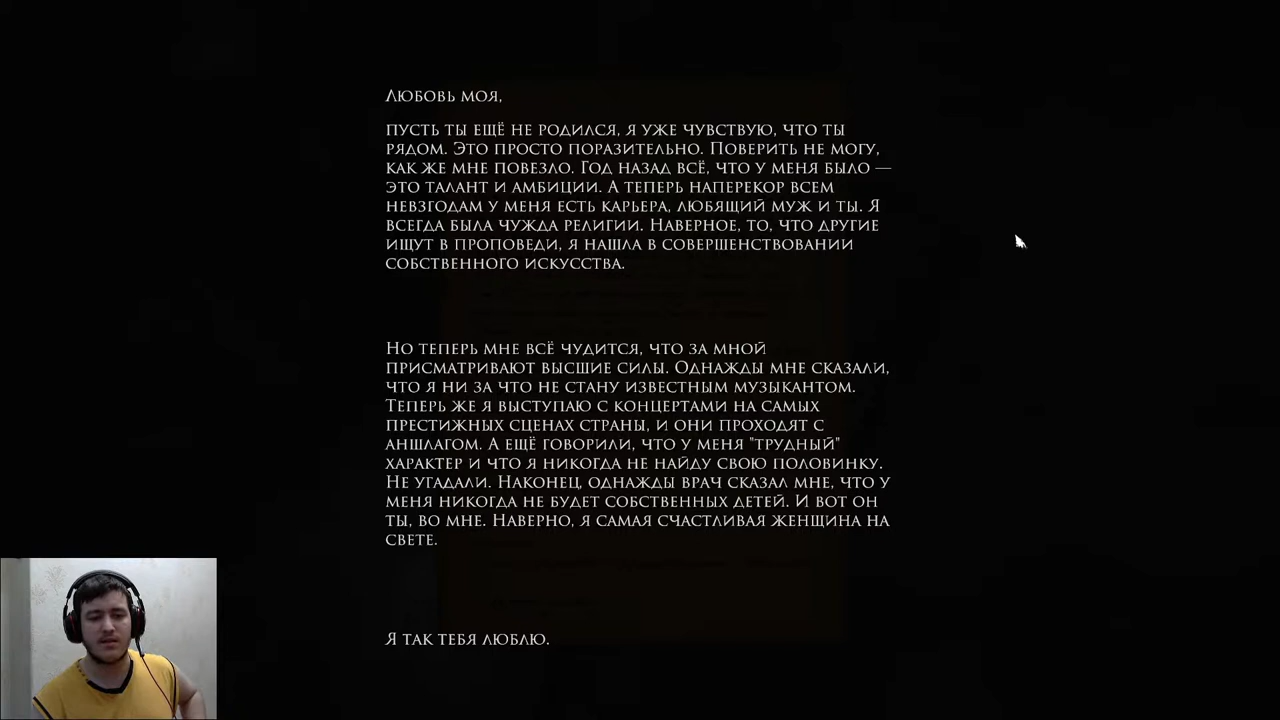 Любовь моя,
пусть ты ещё не родился, я уже чувствую, что ты
рядом. Это просто поразительно. Поверить не могу,
как же мне повезло. Год назад всё, что у меня было —
это талант и амбиции. А теперь наперекор всем
невзгодам у меня есть карьера, любящий муж и ты. Я
всегда была чужда религии. Наверное, то, что другие
ищут в проповеди, я нашла в совершенствовании
собственного искусства.
Но теперь мне всё чудится, что за мной
присматривают высшие силы. Однажды мне сказали,
что я ни за что не стану известным музыкантом.
Теперь же я выступаю с концертами на самых
престижных сценах страны, и они проходят с
аншлагом. А ещё говорили, что у меня "трудный"
характер и что я никогда не найду свою половинку.
Не угадали. Наконец, однажды врач сказал мне, что у
меня никогда не будет собственных детей. И вот он
ты, во мне. Наверно, я самая счастливая женщина на
свете.
Я так тебя люблю.